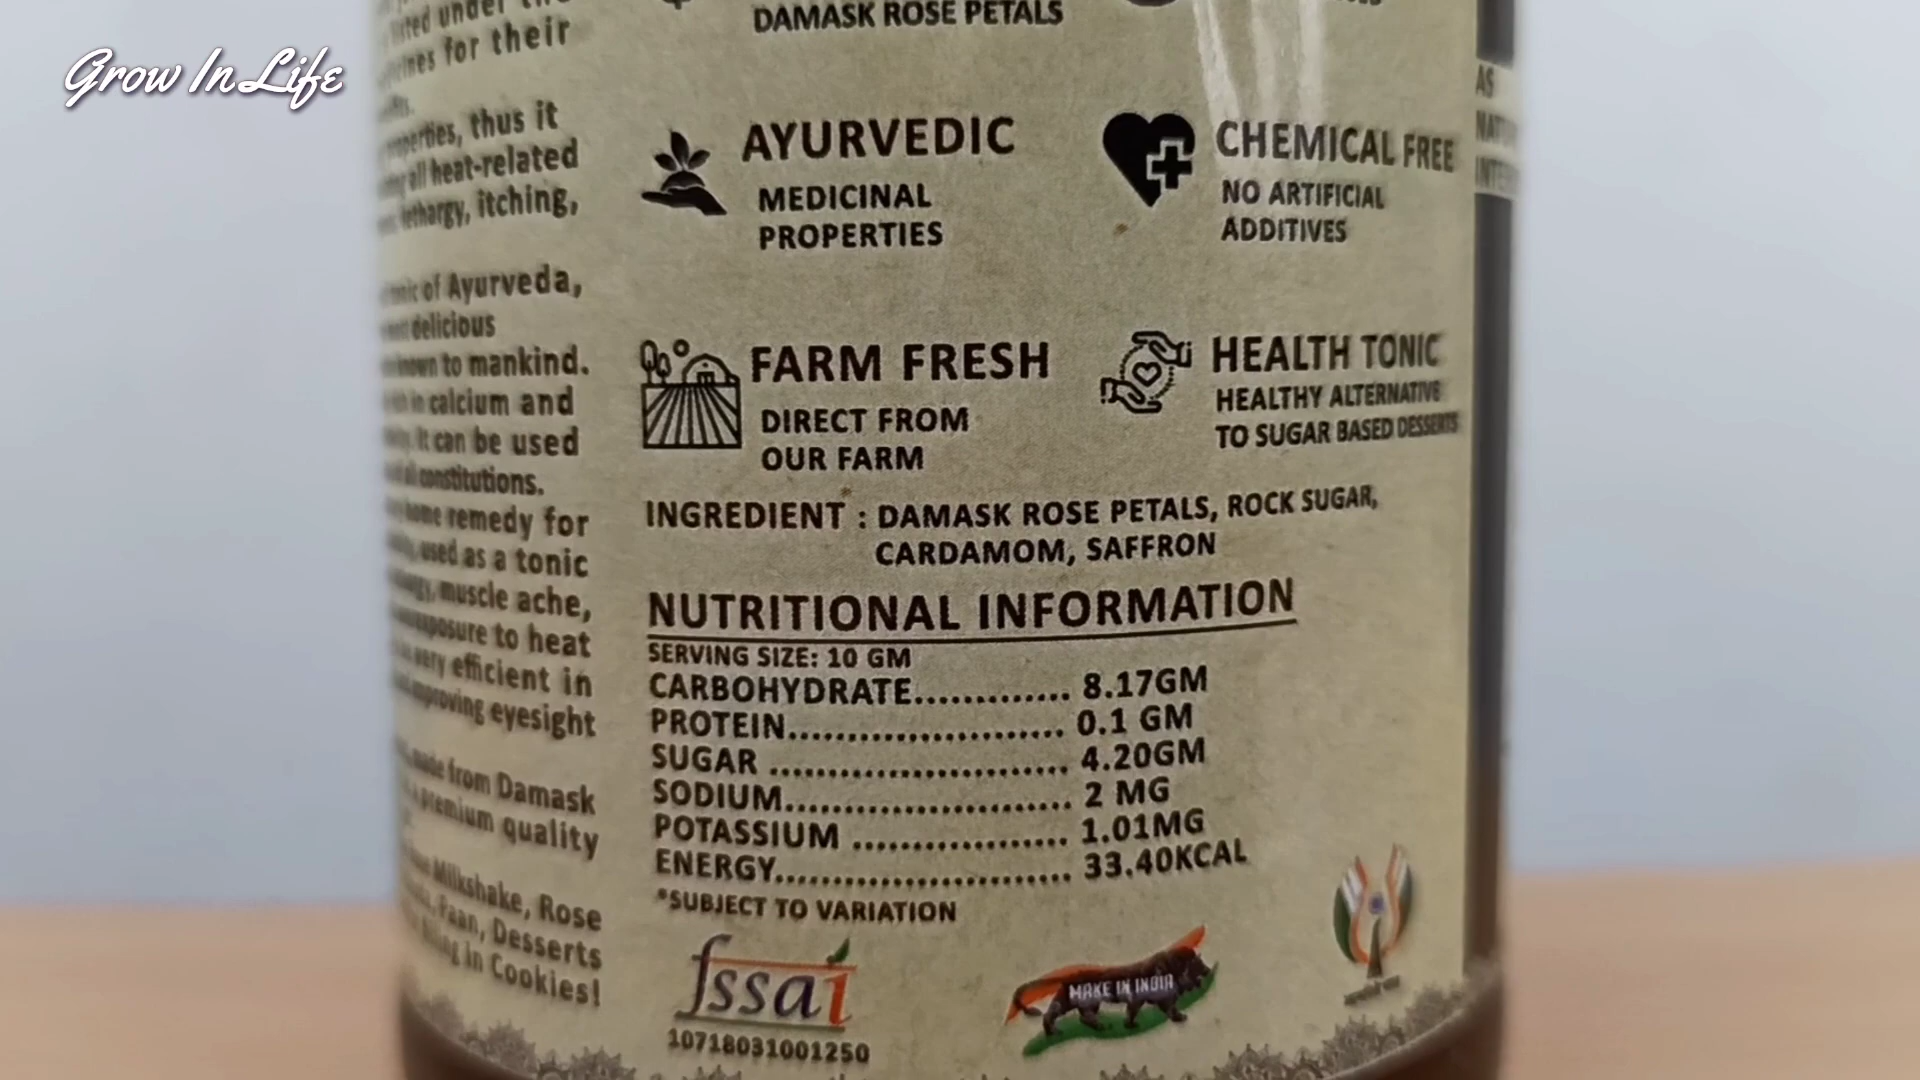 Grow In Life
under
for their
thus it
all heat-related
lethargy, itching,
of Ayurveda,
delicious
known to mankind.
in calcium and
It can be used
constitutions.
home remedy for
used as a tonic
muscle ache,
exposure to heat
very efficient in
improving eyesight
made from Damask
premium quality
Milkshake, Rose
Paan, Desserts
in Cookies!
DAMASK ROSE PETALS
AYURVEDIC
MEDICINAL
PROPERTIES
CHEMICAL FREE
NO ARTIFICIAL
ADDITIVES
FARM FRESH
DIRECT FROM
OUR FARM
HEALTH TONIC
HEALTHY ALTERNATIVE
TO SUGAR BASED DESSERTS
INGREDIENT : DAMASK ROSE PETALS, ROCK SUGAR,
CARDAMOM, SAFFRON
NUTRITIONAL INFORMATION
SERVING SIZE: 10 GM
CARBOHYDRATE............. 8.17GM
PROTEIN....................... 0.1 GM
SUGAR ......................... 4.20GM
SODIUM........................ 2 MG
POTASSIUM .................. 1.01MG
ENERGY......................... 33.40KCAL
*SUBJECT TO VARIATION
fssai
10718031001250
MAKE IN INDIA
AS